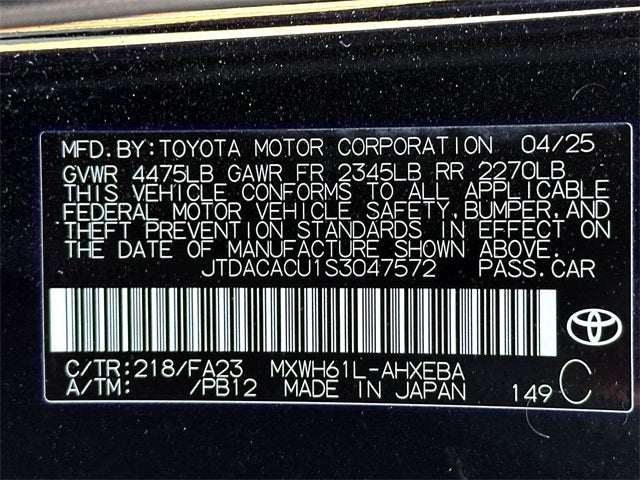 MFD.BY:TOYOTA MOTOR CORPORATION 04/25
GVWR 4475LB GAWR FR 2345LB RR 2270LB
THIS VEHICLE CONFORMS TO ALL APPLICABLE
FEDERAL MOTOR VEHICLE SAFETY,BUMPER,AND
THEFT PREVENTION STANDARDS IN EFFECT ON
THE DATE OF MANUFACTURE SHOWN ABOVE.
JTDACACU1S3047572 PASS.CAR
C/TR:218/FA23 MXWH61L-AHXEBA
A/TM: /PB12 MADE IN JAPAN 149 C